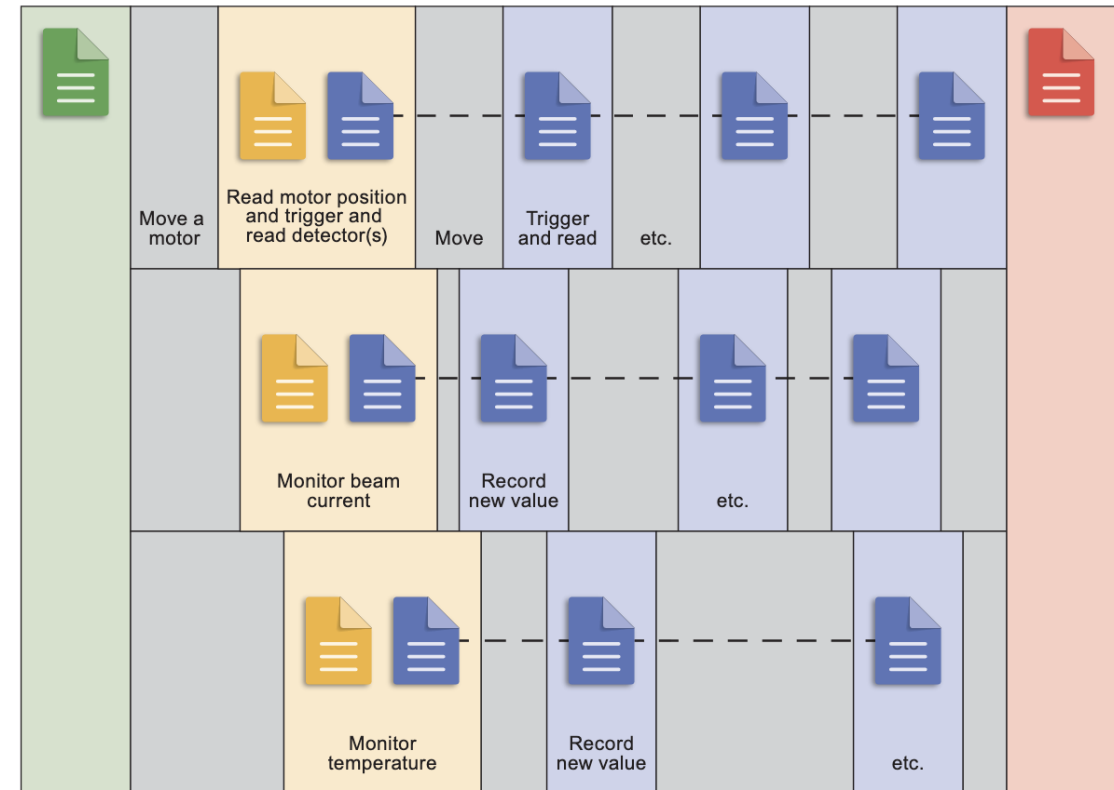 Move a
motor
Read motor position
and trigger and
read detector(s)
Move
Trigger
and read
etc.
Monitor beam
current
Record
new value
etc.
Monitor
temperature
Record
new value
etc.